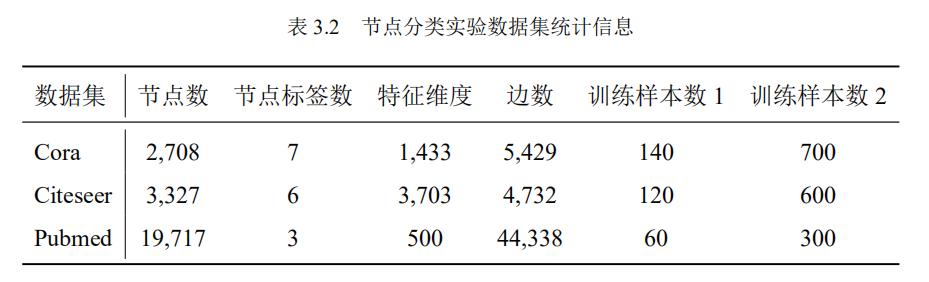 表 3.2 节点分类实验数据集统计信息
数据集 节点数 节点标签数 特征维度 边数 训练样本数 1 训练样本数 2
Cora 2,708 7 1,433 5,429 140 700
Citeseer 3,327 6 3,703 4,732 120 600
Pubmed 19,717 3 500 44,338 60 300